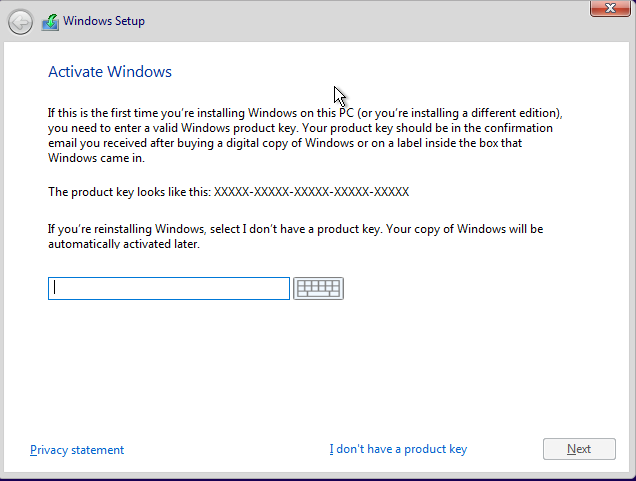 Windows Setup
Activate Windows
If this is the first time you're installing Windows on this PC (or you're installing a different edition),
you need to enter a valid Windows product key. Your product key should be in the confirmation
email you received after buying a digital copy of Windows or on a label inside the box that
Windows came in.
The product key looks like this: XXXXX-XXXXX-XXXXX-XXXXX-XXXXX
If you're reinstalling Windows, select I don't have a product key. Your copy of Windows will be
automatically activated later.
Privacy statement
I don't have a product key
Next